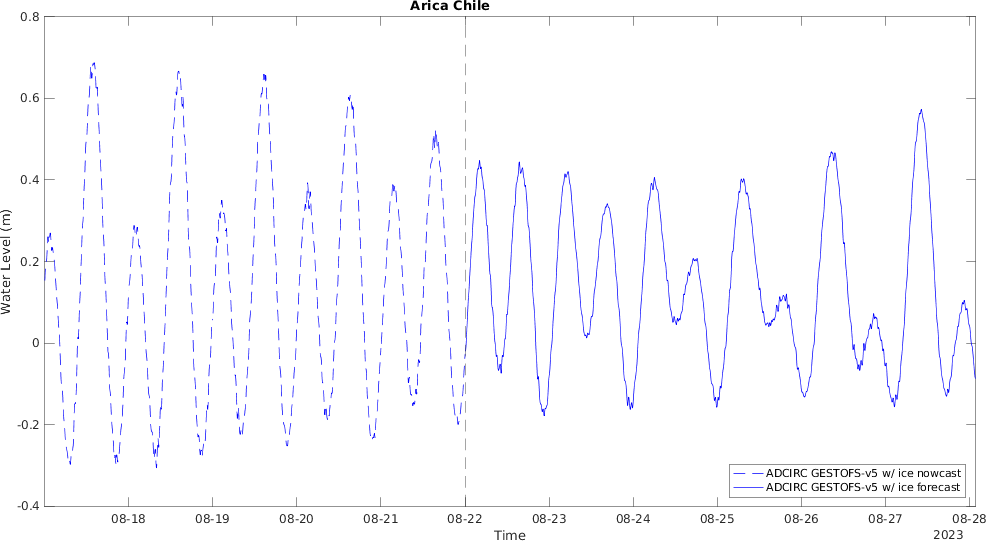 Arica Chile
0.8
0.6
0.4
0.2
0
-0.2
-0.4
Water Level (m)
08-18 08-19 08-20 08-21 08-22 08-23 08-24 08-25 08-26 08-27 08-28
Time
2023
ADCIRC GESTOFS-v5 w/ ice nowcast
ADCIRC GESTOFS-v5 w/ ice forecast